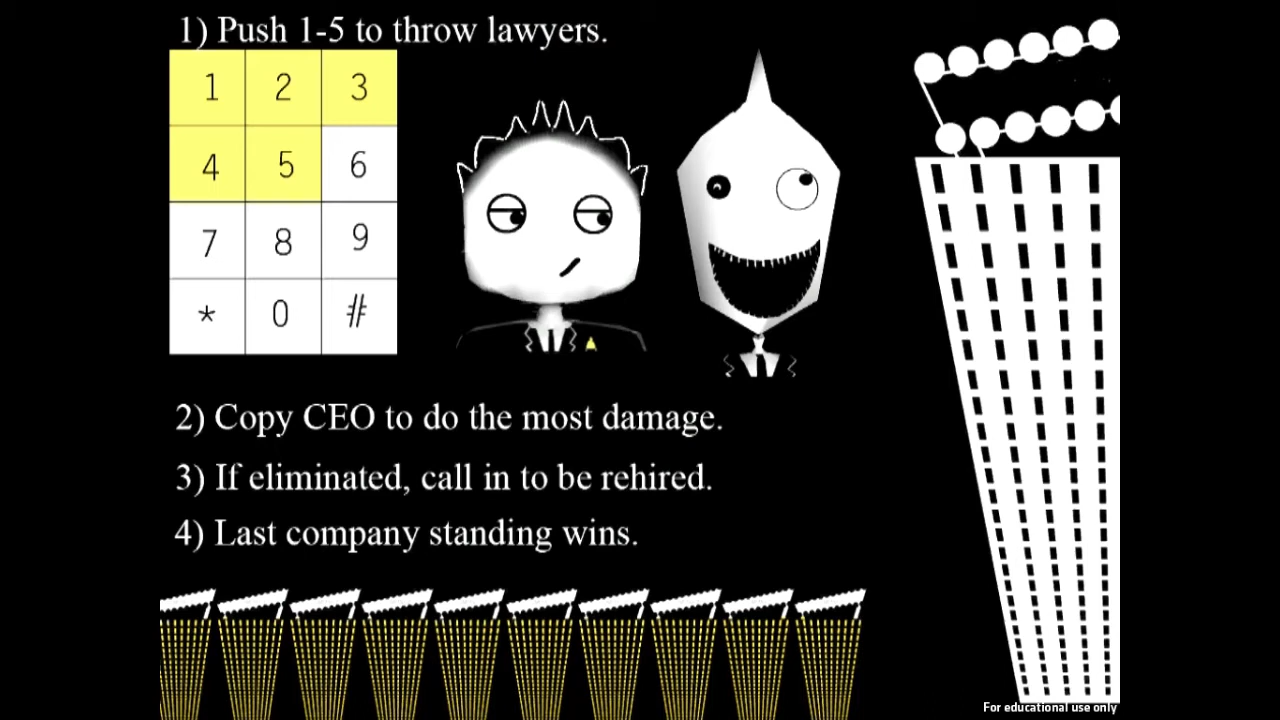 1) Push 1-5 to throw lawyers.
1 2 3
4 5 6
7 8 9
* 0 #
2) Copy CEO to do the most damage.
3) If eliminated, call in to be rehired.
4) Last company standing wins.
For educational use only